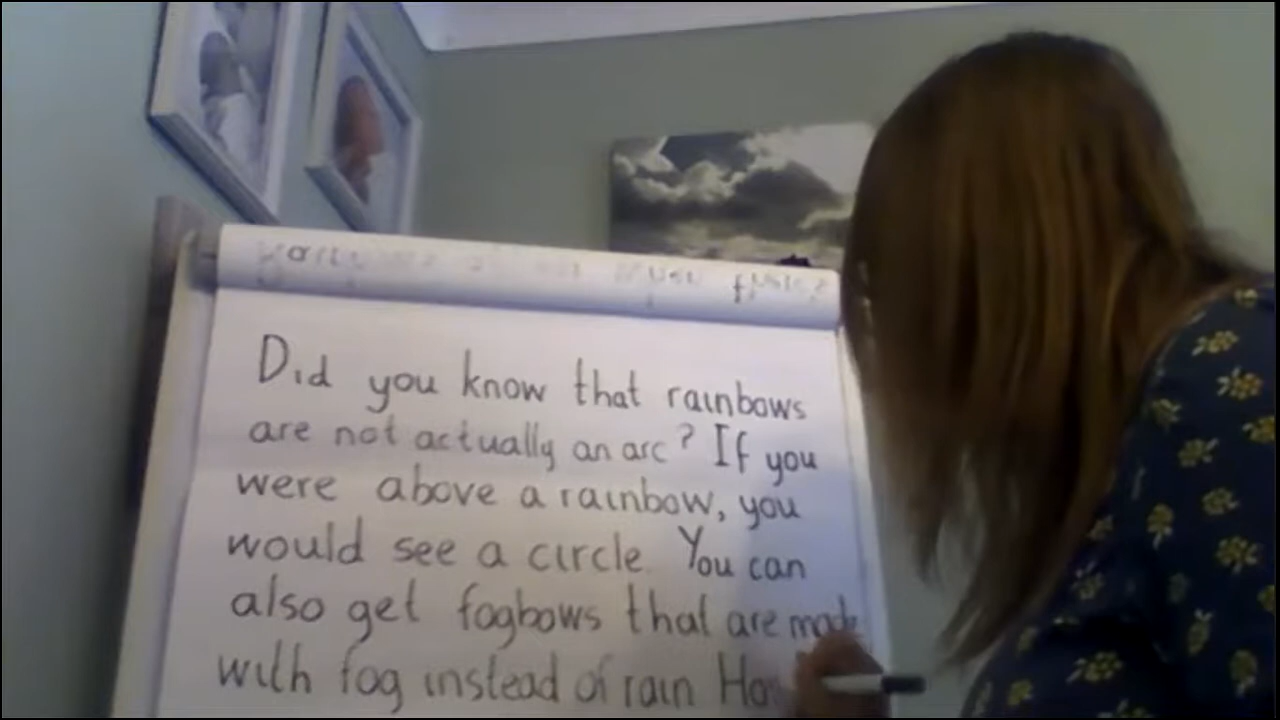 Did you know that rainbows
are not actually an arc? If you
were above a rainbow, you
would see a circle. You can
also get fogbows that are made
with fog instead of rain